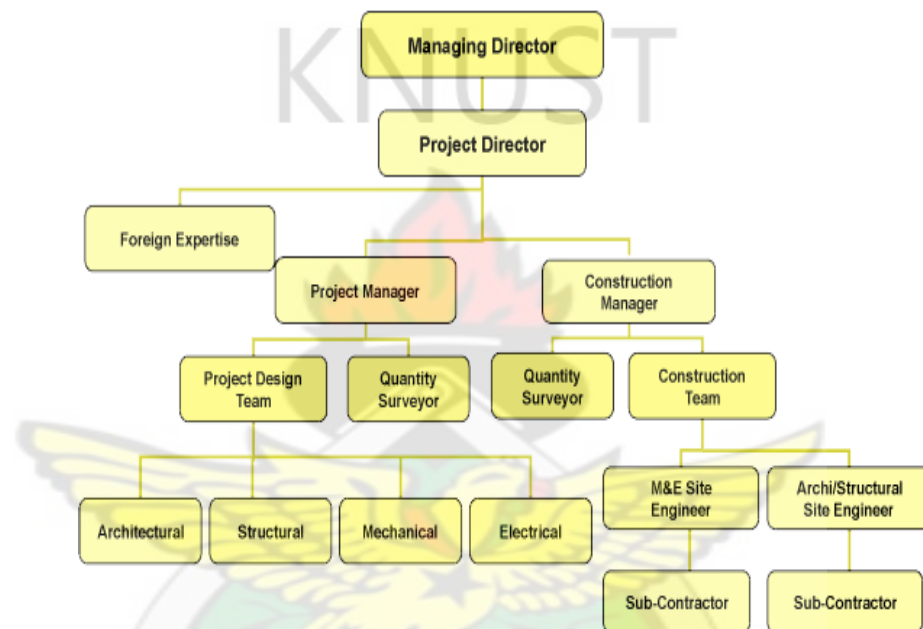 KNUST
Managing Director
Project Director
Foreign Expertise
Project Manager
Construction
Manager
Project Design
Team
Quantity
Surveyor
Quantity
Surveyor
Construction
Team
Architectural
Structural
Mechanical
Electrical
M&E Site
Engineer
Archi/Structural
Site Engineer
Sub-Contractor
Sub-Contractor